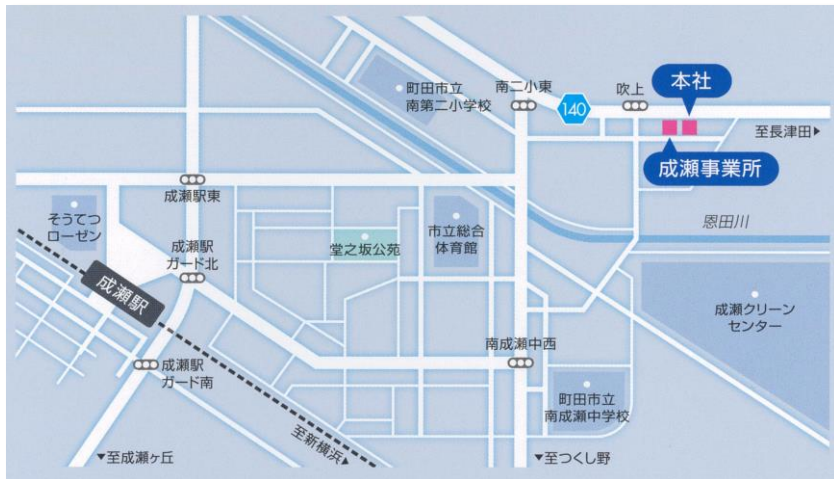 本社
町田市立
南第二小学校
南二小東
140
吹上
至長津田▶
成瀬事業所
成瀬駅東
そうてつ
ローゼン
成瀬駅
ガード北
堂之坂公苑
市立総合
体育館
恩田川
成瀬駅
成瀬クリーン
センター
成瀬駅
ガード南
南成瀬中西
町田市立
南成瀬中学校
至新横浜▶
▼至成瀬ヶ丘
▼至つくし野